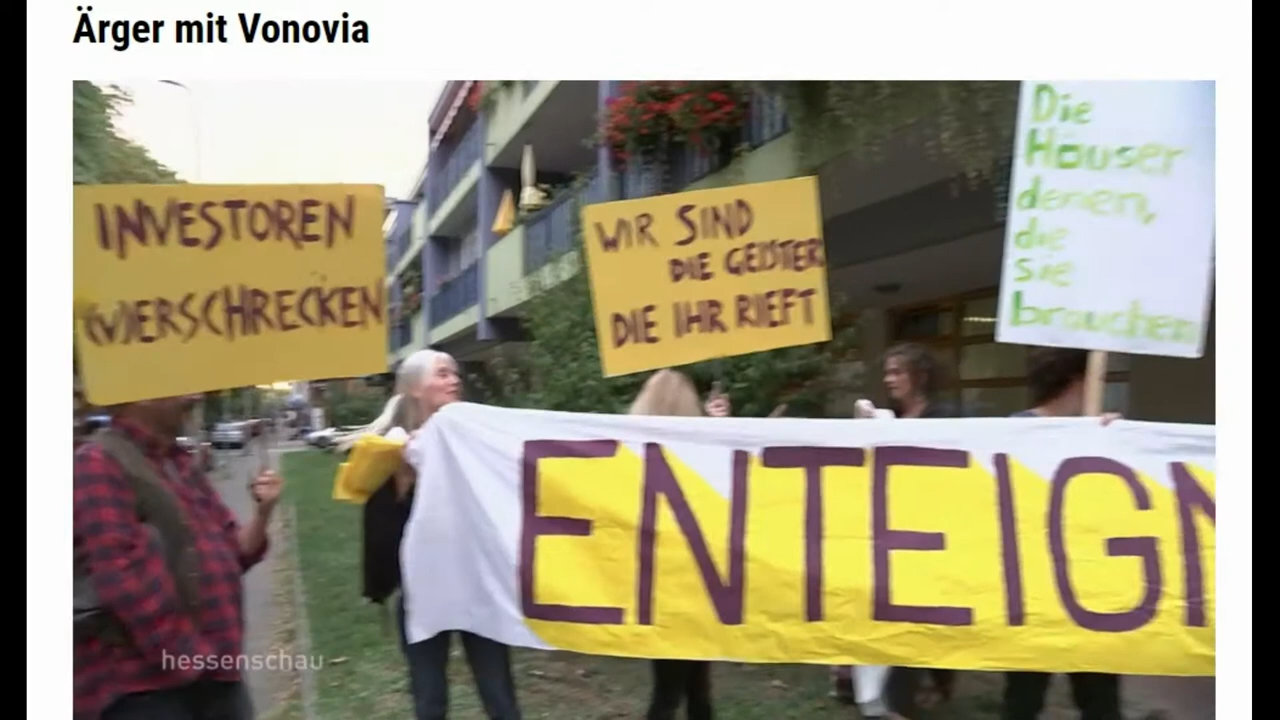 Ärger mit Vonovia
INVESTOREN
(V)ERSCHRECKEN
WIR SIND
DIE GEISTER,
DIE IHR RIEFT
Die
Häuser
denen,
die
sie
brauchen
ENTEIGN
hessenschau